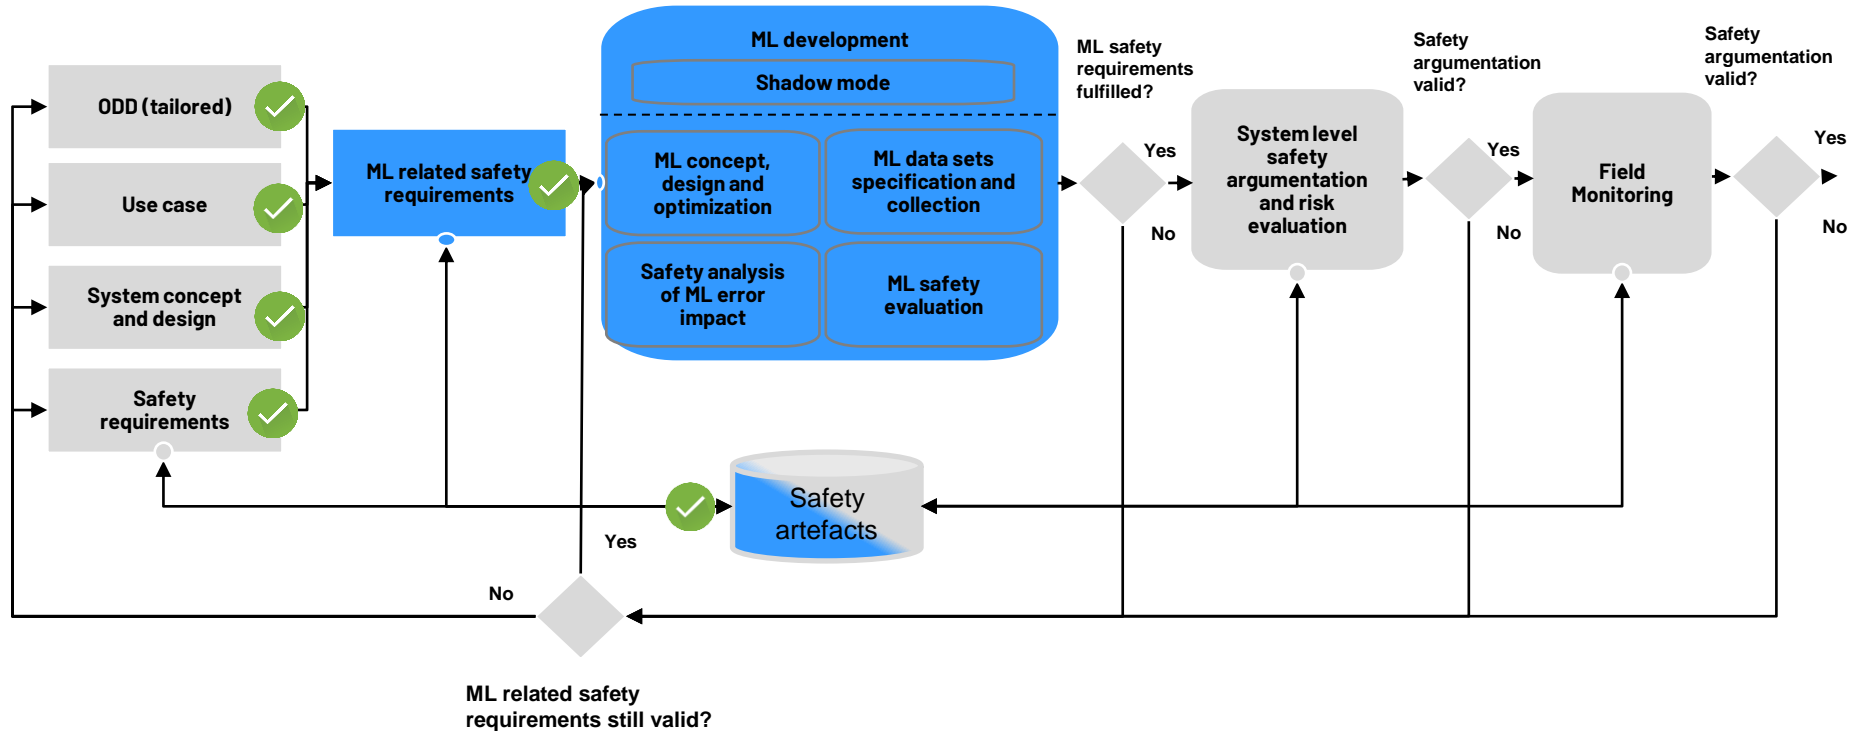 ODD (tailored)
Use case
System concept
and design
Safety
requirements
ML related safety
requirements
ML development
Shadow mode
ML concept,
design and
optimization
ML data sets
specification and
collection
Safety analysis
of ML error
impact
ML safety
evaluation
ML safety
requirements
fulfilled?
Yes
No
System level
safety
argumentation
and risk
evaluation
Safety
argumentation
valid?
Yes
No
Field
Monitoring
Safety
argumentation
valid?
Yes
No
Safety
artefacts
Yes
No
ML related safety
requirements still valid?